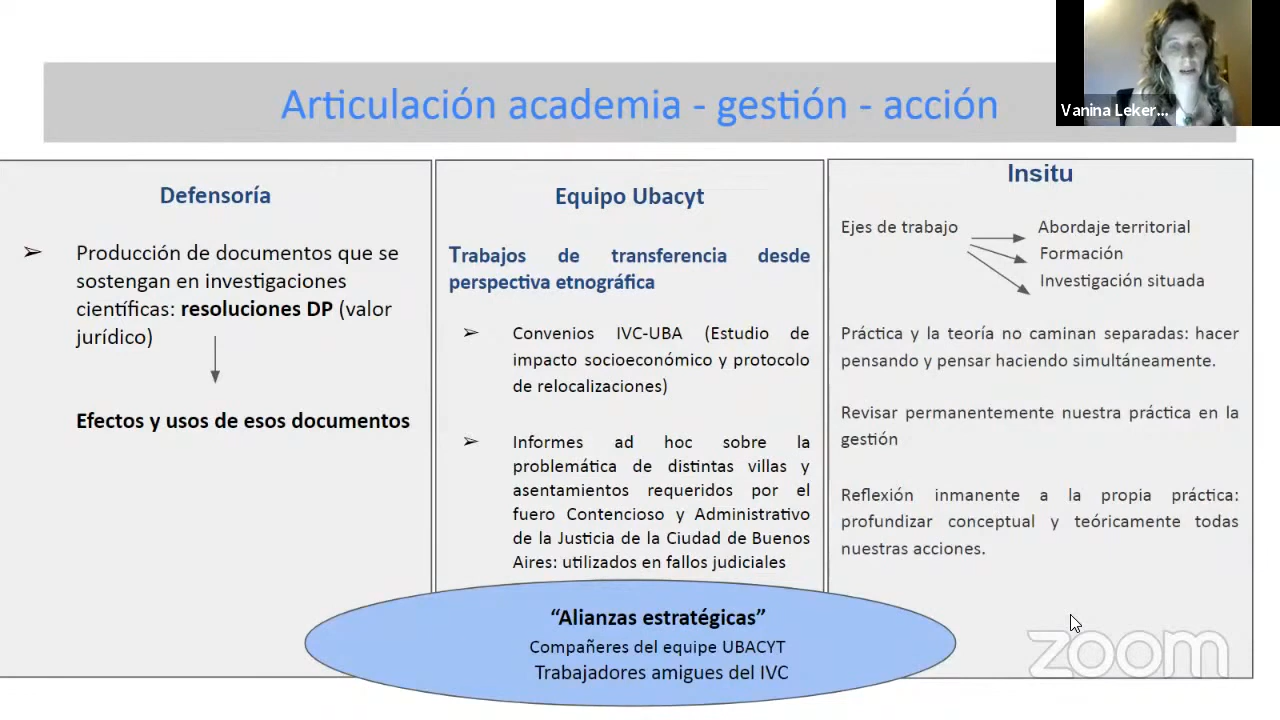 Vanina Leker...
Articulación academia - gestión - acción
Defensoría
➢ Producción de documentos que se
sostengan en investigaciones
científicas: resoluciones DP (valor
jurídico)
Efectos y usos de esos documentos
Equipo Ubacyt
Trabajos de transferencia desde
perspectiva etnográfica
➢ Convenios IVC-UBA (Estudio de
impacto socioeconómico y protocolo
de relocalizaciones)
➢ Informes ad hoc sobre la
problemática de distintas villas y
asentamientos requeridos por el
fuero Contencioso y Administrativo
de la Justicia de la Ciudad de Buenos
Aires: utilizados en fallos judiciales
Insitu
Ejes de trabajo
Abordaje territorial
Formación
Investigación situada
Práctica y la teoría no caminan separadas: hacer
pensando y pensar haciendo simultáneamente.
Revisar permanentemente nuestra práctica en la
gestión
Reflexión inmanente a la propia práctica:
profundizar conceptual y teóricamente todas
nuestras acciones.
“Alianzas estratégicas”
Compañeres del equipe UBACYT
Trabajadores amigues del IVC
zoom